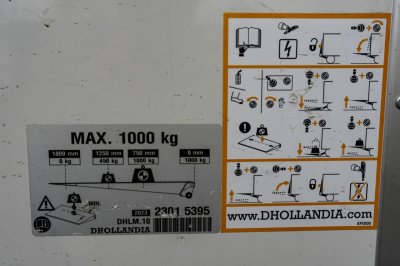 MAX. 1000 kg
1500 mm 1250 mm 750 mm 0 mm
0 kg 450 kg 1000 kg 1000 kg
MIN.
2023 2301 5395
DHLM.10
DHOLLANDIA
www.DHOLLANDIA.com